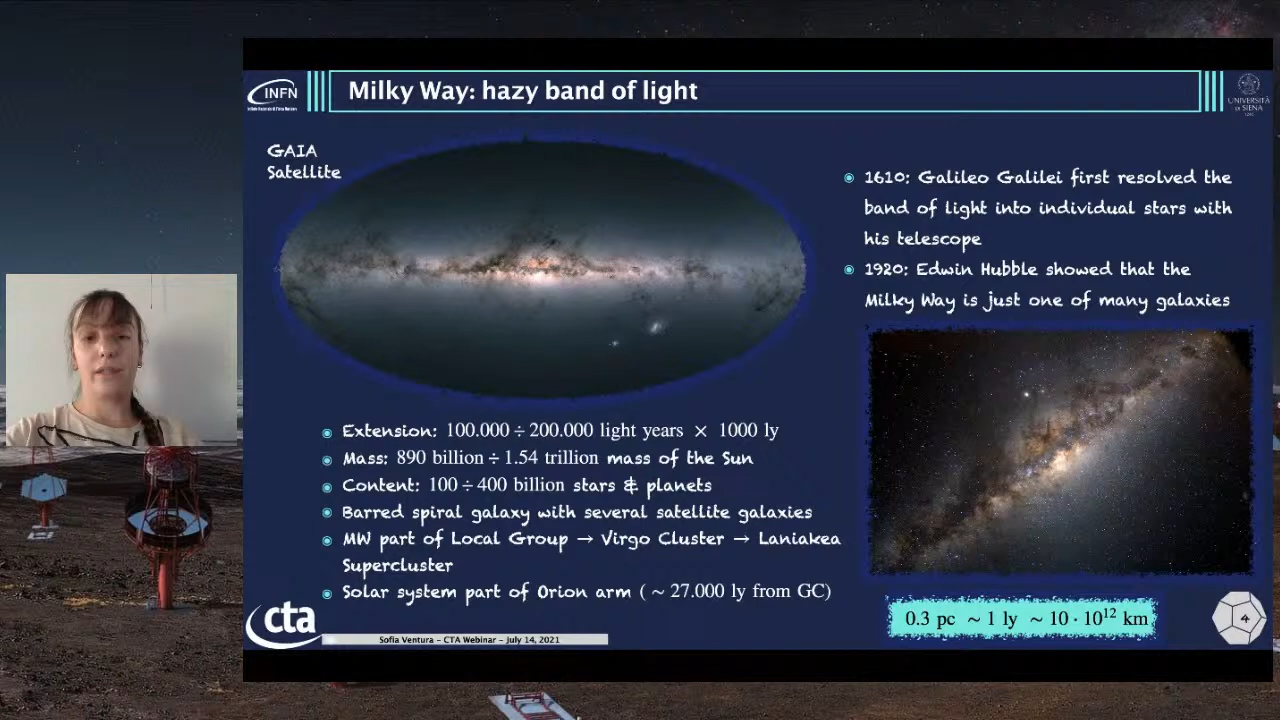 INFN
Milky Way: hazy band of light
UNIVERSITÀ
DI SIENA
1240
GAIA
Satellite
1610: Galileo Galilei first resolved the
band of light into individual stars with
his telescope
1920: Edwin Hubble showed that the
Milky Way is just one of many galaxies
Extension: 100.000 ÷ 200.000 light years × 1000 ly
Mass: 890 billion ÷ 1.54 trillion mass of the Sun
Content: 100 ÷ 400 billion stars & planets
Barred spiral galaxy with several satellite galaxies
MW part of Local Group → Virgo Cluster → Laniakea
Supercluster
Solar system part of Orion arm ( ~ 27.000 ly from GC)
0.3 pc ~ 1 ly ~ 10 · 10¹² km
cta
Sofia Ventura – CTA Webinar – July 14, 2021
4